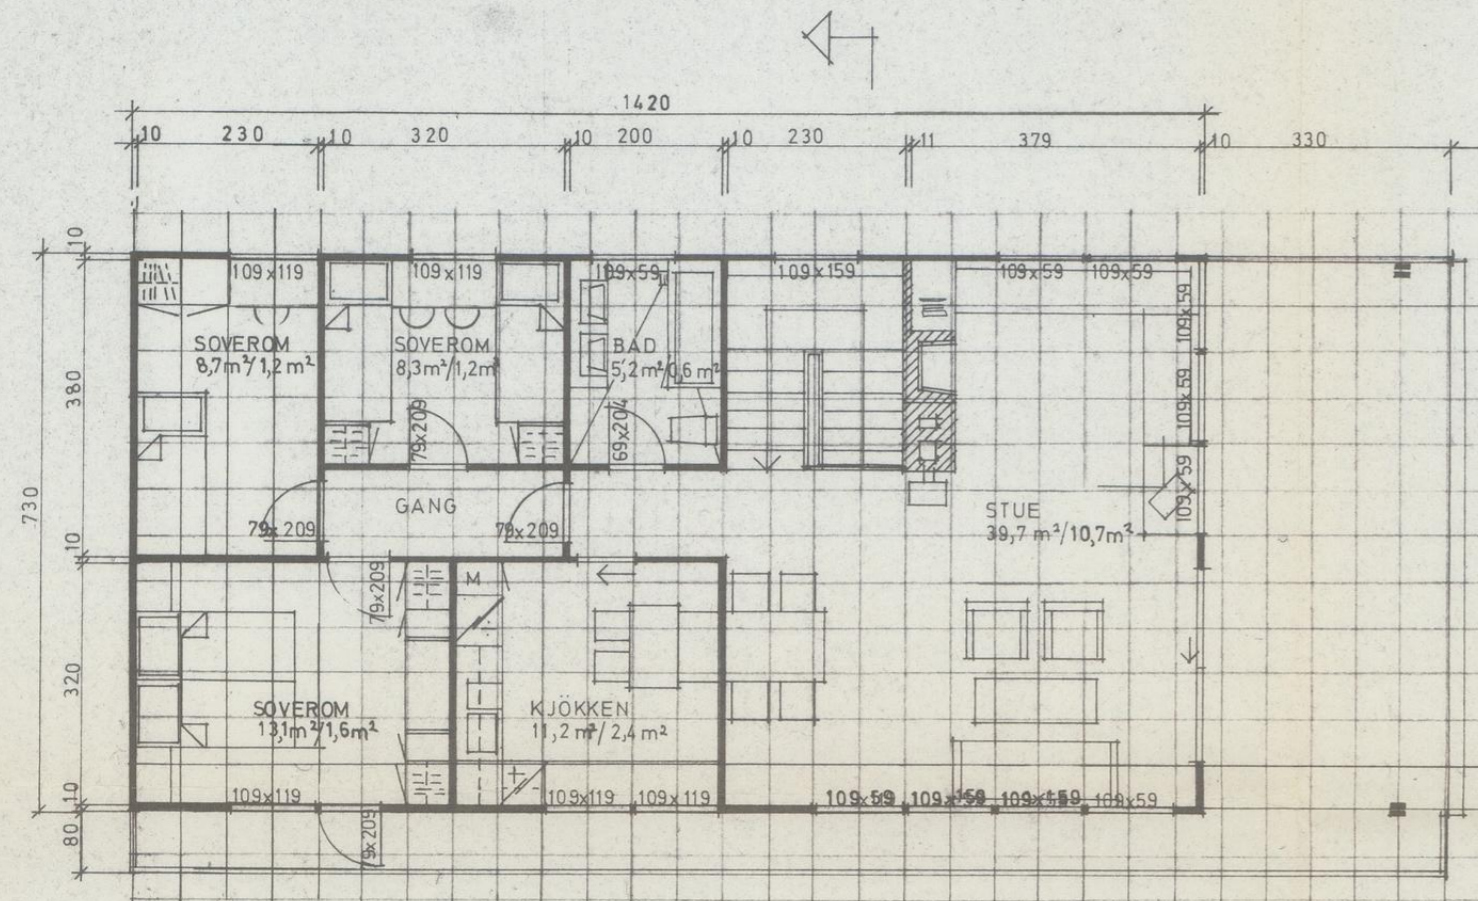 1420
10 230 10 320 10 200 10 230 11 379 10 330
10
380
730
10
320
10
80
109x119
109x119
109x59
109x159
109x59
109x59
109x59
109x59
109x59
SOVEROM
8,7m²/1,2m²
SOVEROM
8,3m²/1,2m²
BAD
5,2m²/0,6m²
79x209
69x204
GANG
79x209
79x209
STUE
39,7m²/10,7m²
79x209
M
SOVEROM
13,1m²/1,6m²
KJÖKKEN
11,2m²/2,4m²
109x119
109x119
109x119
109x59
79x209